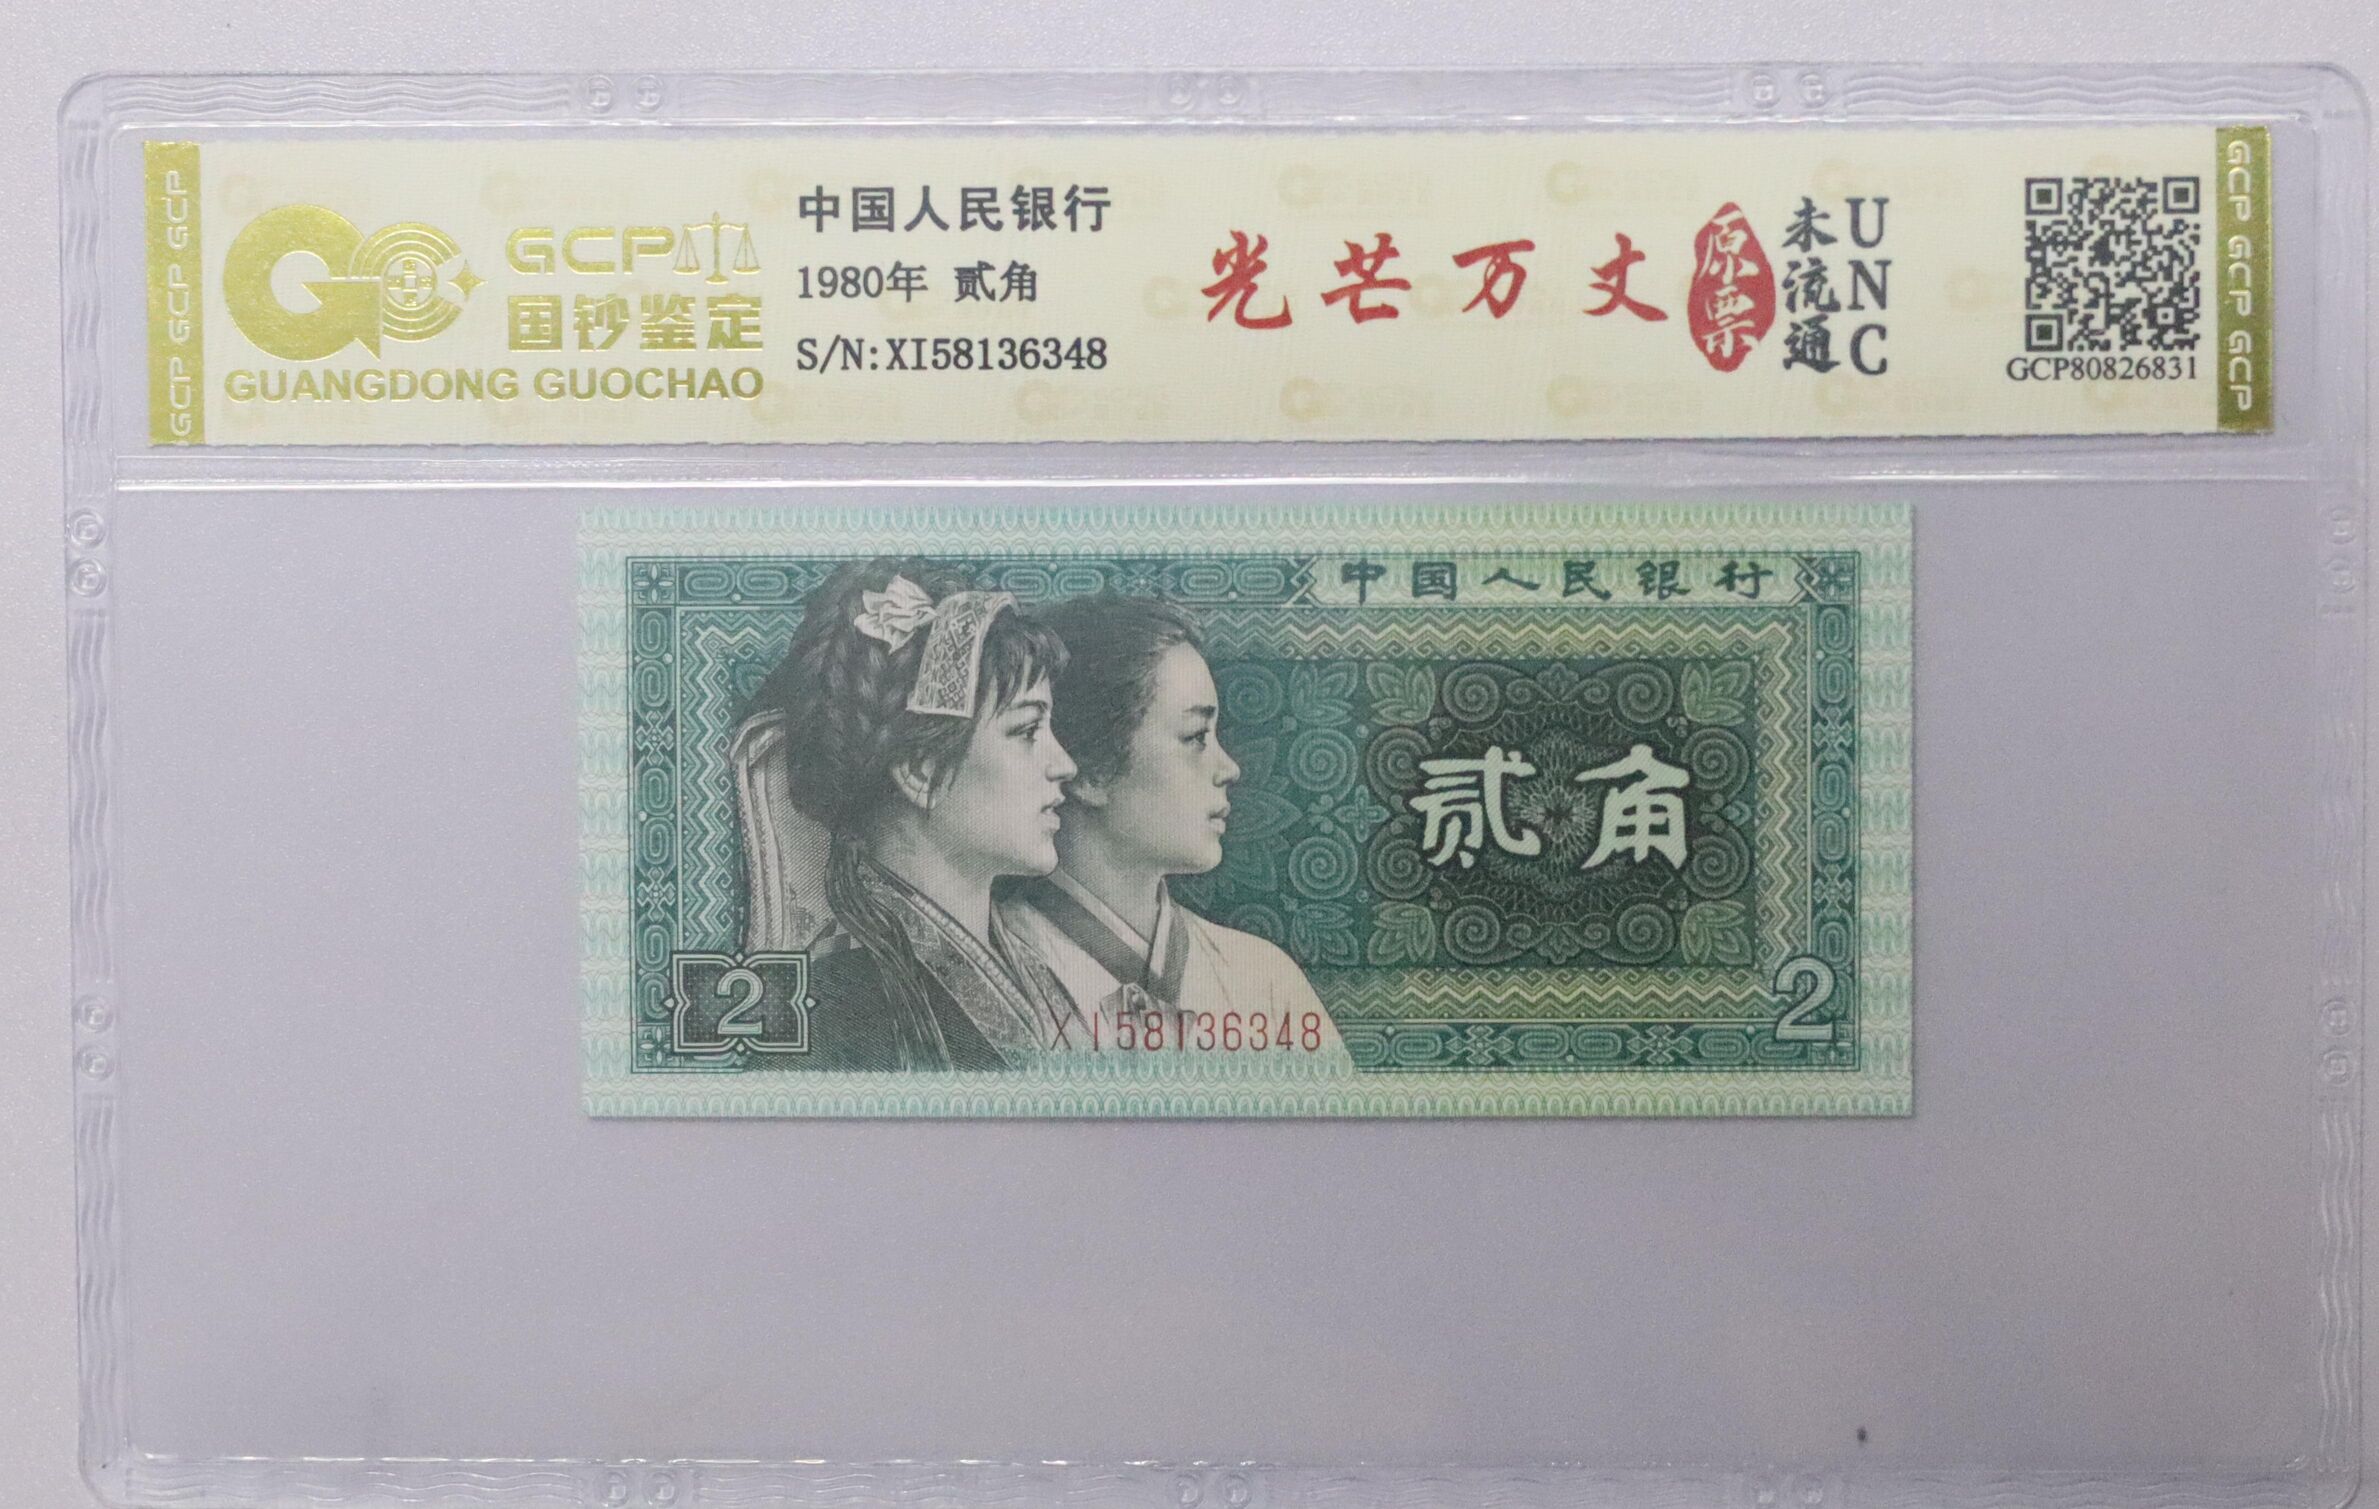 GCP GCP GCP
GCP
国钞鉴定
GUANGDONG GUOCHAO
中国人民银行
1980年 贰角
S/N:XI58136348
光芒万丈
原票
未流通
UNC
GCP80826831
GCP GCP GCP
中国人民银行
贰角
2
XI58136348
2